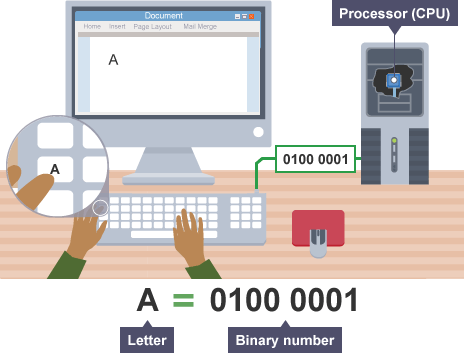 Processor (CPU)
Document
Home Insert Page Layout Mail Merge
A
0100 0001
A
A = 0100 0001
Letter
Binary number